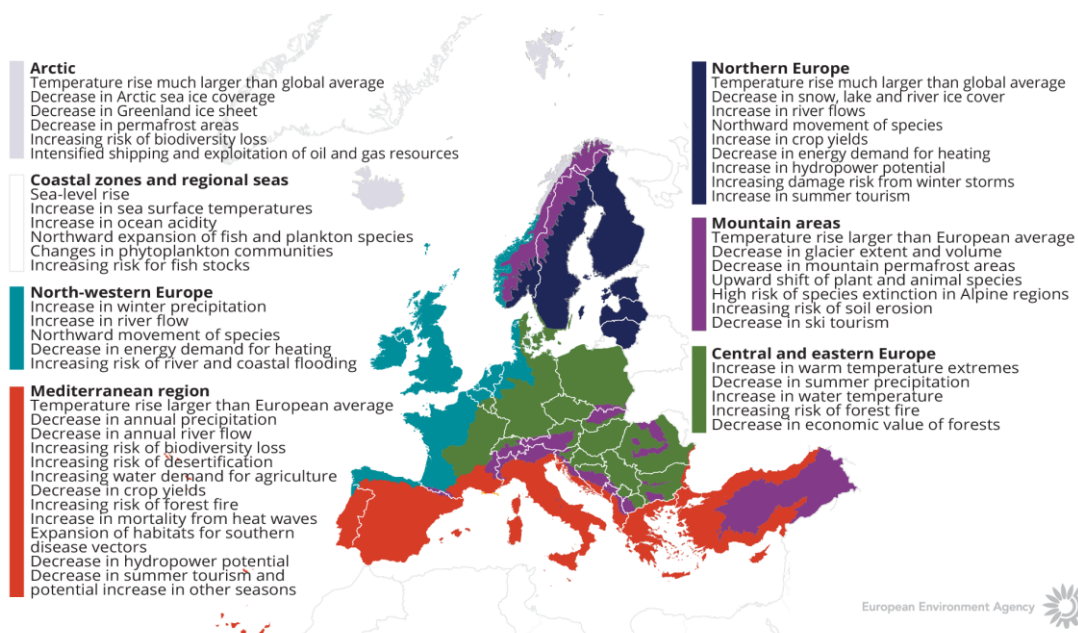 Arctic
Temperature rise much larger than global average
Decrease in Arctic sea ice coverage
Decrease in Greenland ice sheet
Decrease in permafrost areas
Increasing risk of biodiversity loss
Intensified shipping and exploitation of oil and gas resources
Coastal zones and regional seas
Sea-level rise
Increase in sea surface temperatures
Increase in ocean acidity
Northward expansion of fish and plankton species
Changes in phytoplankton communities
Increasing risk for fish stocks
North-western Europe
Increase in winter precipitation
Increase in river flow
Northward movement of species
Decrease in energy demand for heating
Increasing risk of river and coastal flooding
Mediterranean region
Temperature rise larger than European average
Decrease in annual precipitation
Decrease in annual river flow
Increasing risk of biodiversity loss
Increasing risk of desertification
Increasing water demand for agriculture
Decrease in crop yields
Increasing risk of forest fire
Increase in mortality from heat waves
Expansion of habitats for southern
disease vectors
Decrease in hydropower potential
Decrease in summer tourism and
potential increase in other seasons
Northern Europe
Temperature rise much larger than global average
Decrease in snow, lake and river ice cover
Increase in river flows
Northward movement of species
Increase in crop yields
Decrease in energy demand for heating
Increase in hydropower potential
Increasing damage risk from winter storms
Increase in summer tourism
Mountain areas
Temperature rise larger than European average
Decrease in glacier extent and volume
Decrease in mountain permafrost areas
Upward shift of plant and animal species
High risk of species extinction in Alpine regions
Increasing risk of soil erosion
Decrease in ski tourism
Central and eastern Europe
Increase in warm temperature extremes
Decrease in summer precipitation
Increase in water temperature
Increasing risk of forest fire
Decrease in economic value of forests
European Environment Agency